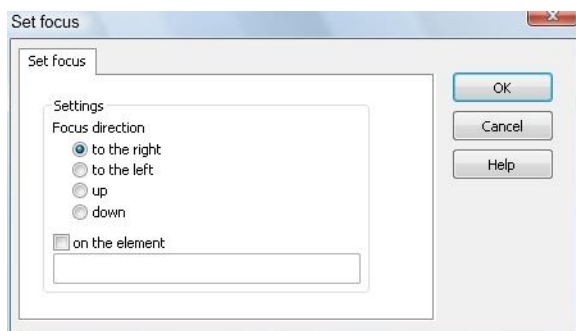 Set focus
Set focus
Settings
Focus direction
to the right
to the left
up
down
on the element
OK
Cancel
Help